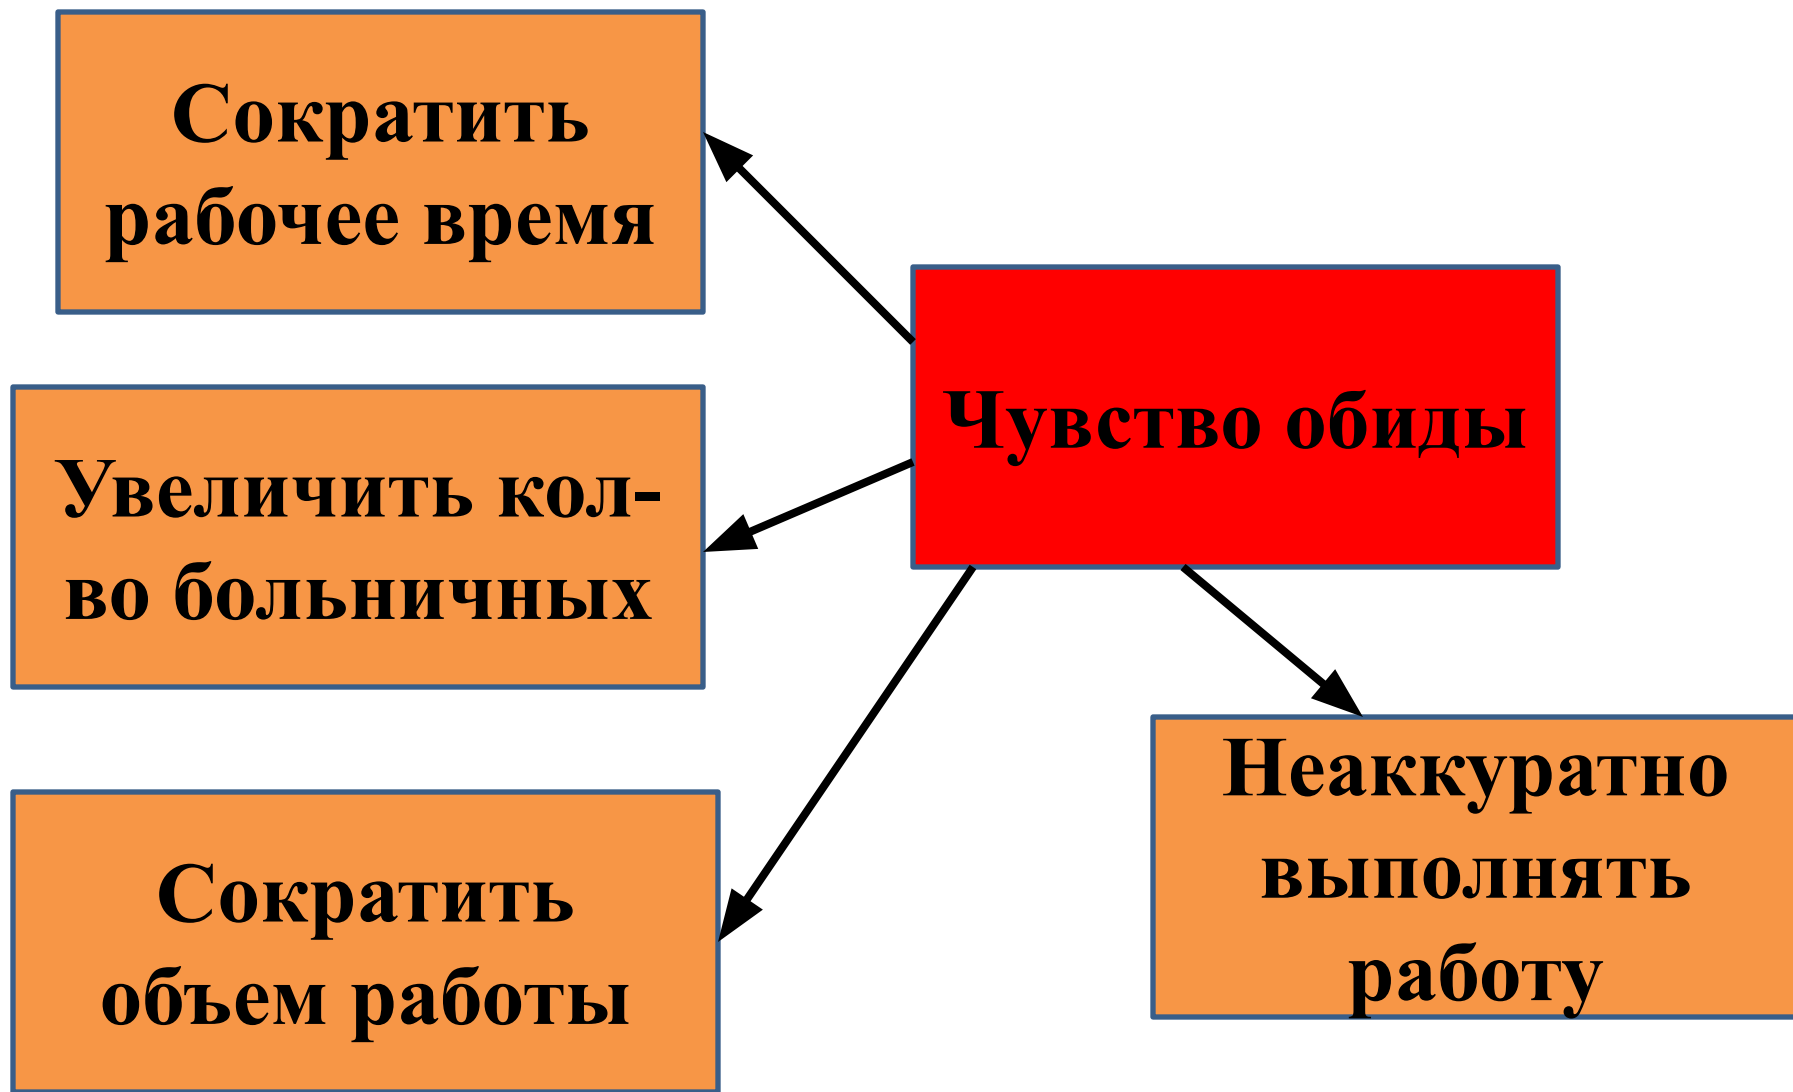 Сократить
рабочее время
Чувство обиды
Увеличить кол-
во больничных
Неаккуратно
выполнять
работу
Сократить
объем работы